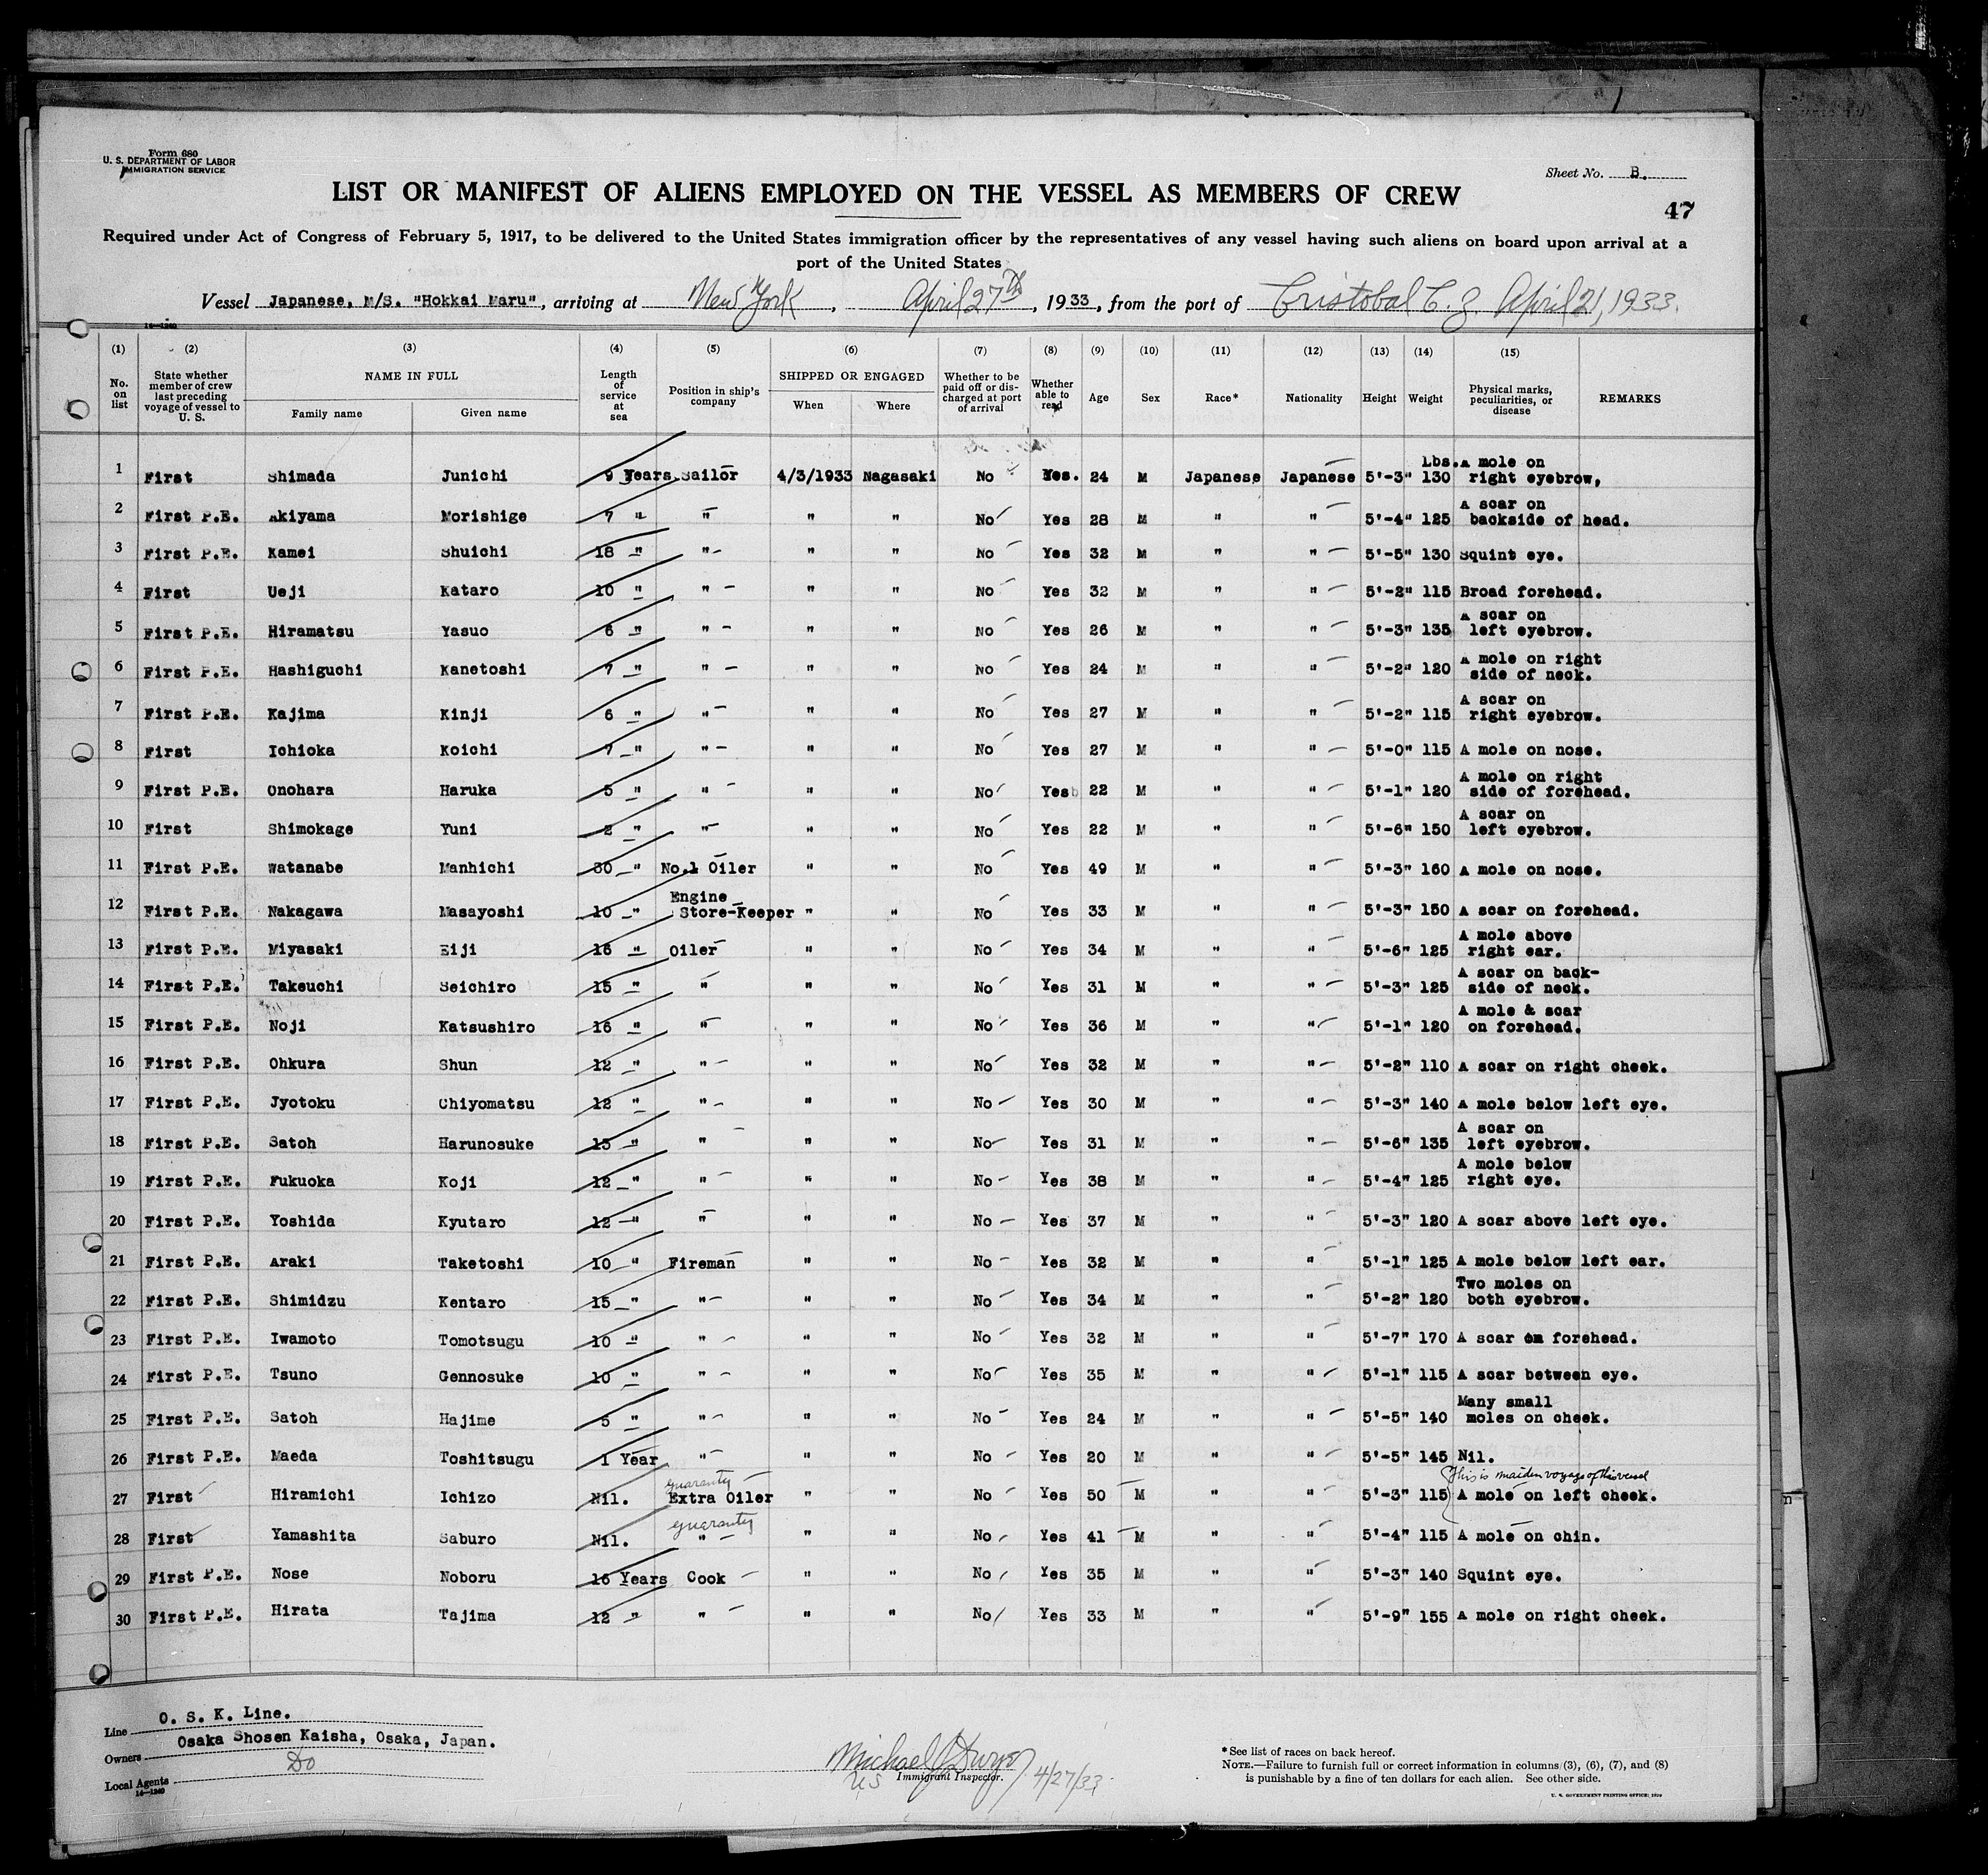 Form 680
U. S. DEPARTMENT OF LABOR
IMMIGRATION SERVICE
Sheet No. B.
LIST OR MANIFEST OF ALIENS EMPLOYED ON THE VESSEL AS MEMBERS OF CREW
47
Required under Act of Congress of February 5, 1917, to be delivered to the United States immigration officer by the representatives of any vessel having such aliens on board upon arrival at a
port of the United States
Vessel Japanese, M/S. "Hokkai Maru", arriving at New York, April 27th, 1933, from the port of Cristobal C.Z. April 21, 1933.
16—1240
(1) (2) (3) (4) (5) (6) (7) (8) (9) (10) (11) (12) (13) (14) (15)
No. on list
State whether member of crew last preceding voyage of vessel to U. S.
NAME IN FULL
Family name Given name
Length of service at sea
Position in ship's company
SHIPPED OR ENGAGED
When Where
Whether to be paid off or discharged at port of arrival
Whether able to read
Age Sex Race* Nationality Height Weight
Physical marks, peculiarities, or disease
REMARKS
1 First Shimada Junichi 9 Years Sailor 4/3/1933 Nagasaki No Yes. 24 M Japanese Japanese 5'-3" Lbs. 130 A mole on right eyebrow,
2 First P.E. Akiyama Morishige 7 " " " " No Yes 28 M " " 5'-4" 125 A scar on backside of head.
3 First P.E. Kamei Shuichi 18 " " " " No Yes 32 M " " 5'-5" 130 Squint eye.
4 First Ueji Kataro 10 " " " " No Yes 32 M " " 5'-2" 115 Broad forehead.
5 First P.E. Hiramatsu Yasuo 6 " " " " No Yes 26 M " " 5'-3" 135 A scar on left eyebrow.
6 First P.E. Hashiguchi Kanetoshi 7 " " " " No Yes 24 M " " 5'-2" 120 A mole on right side of neck.
7 First P.E. Kajima Kinji 6 " " " " No Yes 27 M " " 5'-2" 115 A scar on right eyebrow.
8 First Ichioka Koichi 7 " " " " No Yes 27 M " " 5'-0" 115 A mole on nose.
9 First P.E. Onohara Haruka 5 " " " " No Yes 22 M " " 5'-1" 120 A mole on right side of forehead.
10 First Shimokage Yuni 2 " " " " No Yes 22 M " " 5'-6" 150 A scar on left eyebrow.
11 First P.E. Watanabe Manhichi 30 " No.1 Oiler " " No Yes 49 M " " 5'-3" 160 A mole on nose.
12 First P.E. Nakagawa Masayoshi 10 " Engine Store-Keeper " " No Yes 33 M " " 5'-3" 150 A scar on forehead.
13 First P.E. Miyasaki Eiji 16 " Oiler " " No Yes 34 M " " 5'-6" 125 A mole above right ear.
14 First P.E. Takeuchi Seichiro 15 " " " " No Yes 31 M " " 5'-3" 125 A scar on back-side of neck.
15 First P.E. Noji Katsushiro 16 " " " " No Yes 36 M " " 5'-1" 120 A mole & scar on forehead.
16 First P.E. Ohkura Shun 12 " " " " No Yes 32 M " " 5'-2" 110 A scar on right cheek.
17 First P.E. Jyotoku Chiyomatsu 12 " " " " No Yes 30 M " " 5'-3" 140 A mole below left eye.
18 First P.E. Satoh Harunosuke 15 " " " " No Yes 31 M " " 5'-6" 135 A scar on left eyebrow.
19 First P.E. Fukuoka Koji 12 " " " " No Yes 38 M " " 5'-4" 125 A mole below right eye.
20 First P.E. Yoshida Kyutaro 12 " " " " No Yes 37 M " " 5'-3" 120 A scar above left eye.
21 First P.E. Araki Taketoshi 10 " Fireman " " No Yes 32 M " " 5'-1" 125 A mole below left ear.
22 First P.E. Shimidzu Kentaro 15 " " " " No Yes 34 M " " 5'-2" 120 Two moles on both eyebrow.
23 First P.E. Iwamoto Tomotsugu 10 " " " " No Yes 32 M " " 5'-7" 170 A scar on forehead.
24 First P.E. Tsuno Gennosuke 10 " " " " No Yes 35 M " " 5'-1" 115 A scar between eye.
25 First P.E. Satoh Hajime 5 " " " " No Yes 24 M " " 5'-5" 140 Many small moles on cheek.
26 First P.E. Maeda Toshitsugu 1 Year " " " No Yes 20 M " " 5'-5" 145 Nil.
This is maiden voyage of this vessel
27 First Hiramichi Ichizo Nil. guaranty Extra Oiler " " No Yes 50 M " " 5'-3" 115 A mole on left cheek.
28 First Yamashita Saburo Nil. guaranty " " " No Yes 41 M " " 5'-4" 115 A mole on chin.
29 First P.E. Nose Noboru 16 Years Cook " " No Yes 35 M " " 5'-3" 140 Squint eye.
30 First P.E. Hirata Tajima 12 " " " " No Yes 33 M " " 5'-9" 155 A mole on right cheek.
Line O. S. K. Line.
Owners Osaka Shosen Kaisha, Osaka, Japan.
Local Agents Do
16—1240
Michael J Dwyer 4/27/33
US Immigrant Inspector.
* See list of races on back hereof.
NOTE.—Failure to furnish full or correct information in columns (3), (6), (7), and (8)
is punishable by a fine of ten dollars for each alien. See other side.
U. S. GOVERNMENT PRINTING OFFICE: 1929